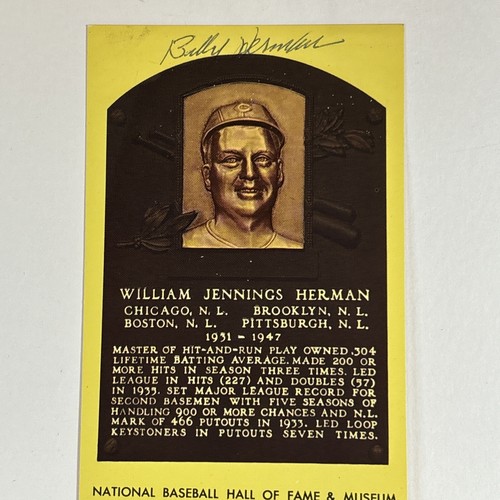 Billy Herman
WILLIAM JENNINGS HERMAN
CHICAGO, N. L. BROOKLYN, N. L.
BOSTON, N. L. PITTSBURGH, N. L.
1931 - 1947
MASTER OF HIT-AND-RUN PLAY OWNED .304
LIFETIME BATTING AVERAGE. MADE 200 OR
MORE HITS IN SEASON THREE TIMES. LED
LEAGUE IN HITS (227) AND DOUBLES (57)
IN 1935. SET MAJOR LEAGUE RECORD FOR
SECOND BASEMEN WITH FIVE SEASONS OF
HANDLING 900 OR MORE CHANCES AND N.L.
MARK OF 466 PUTOUTS IN 1933. LED LOOP
KEYSTONERS IN PUTOUTS SEVEN TIMES.
NATIONAL BASEBALL HALL OF FAME & MUSEUM